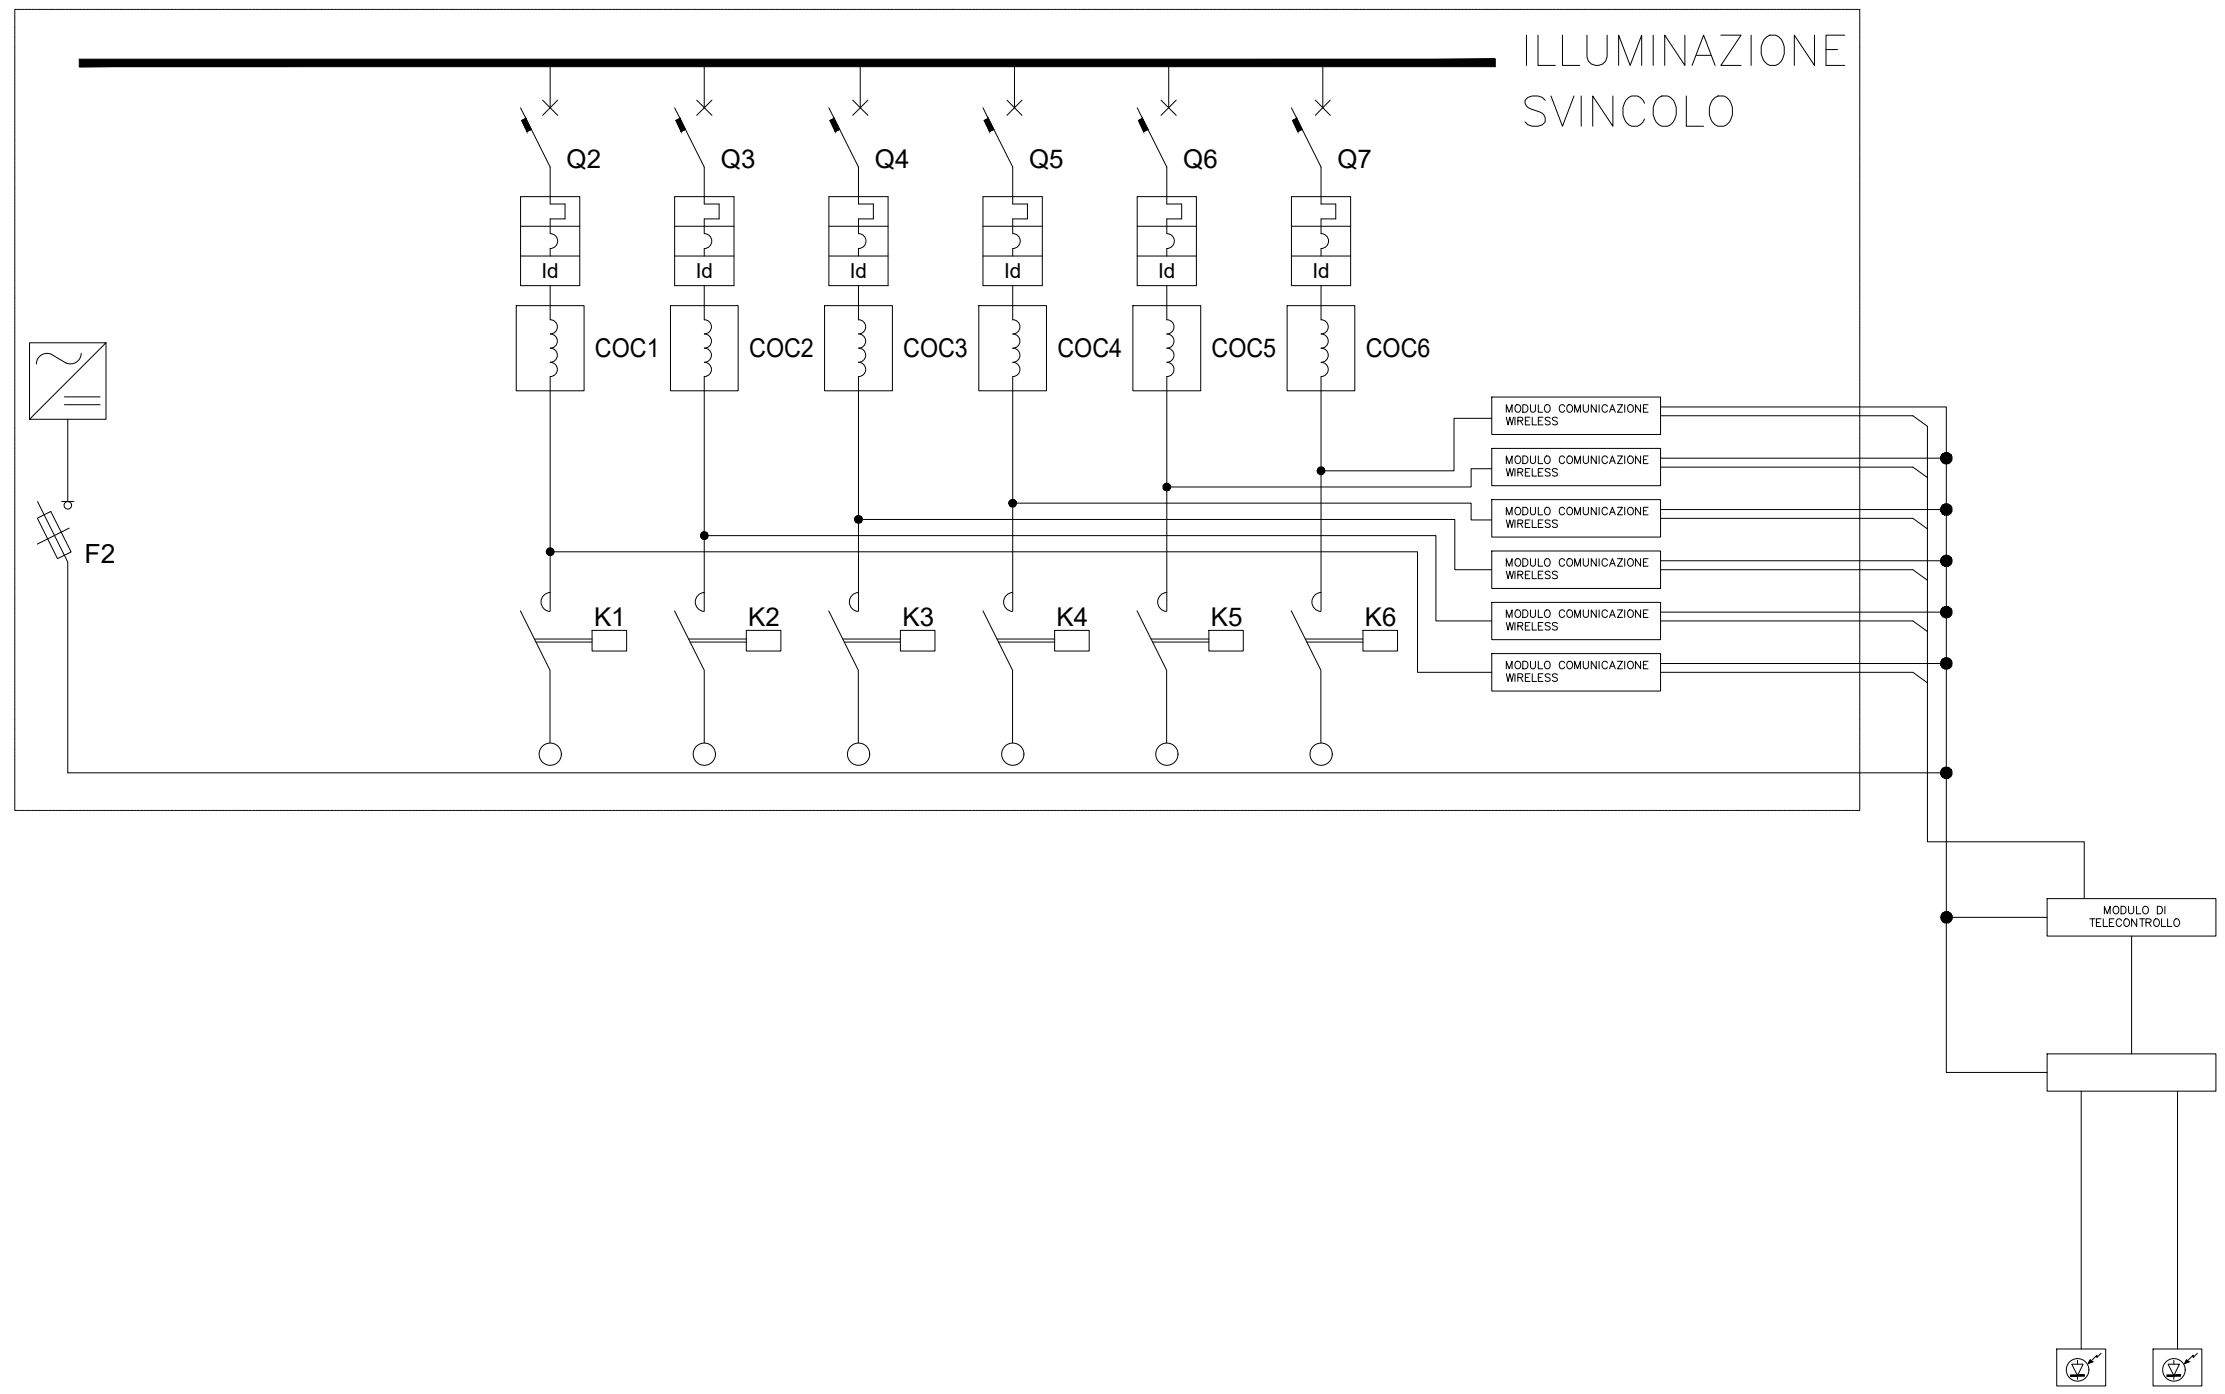 ILLUMINAZIONE
SVINCOLO
Q2 Q3 Q4 Q5 Q6 Q7
Id Id Id Id Id Id
COC1 COC2 COC3 COC4 COC5 COC6
MODULO COMUNICAZIONE
WIRELESS
MODULO COMUNICAZIONE
WIRELESS
MODULO COMUNICAZIONE
WIRELESS
F2
MODULO COMUNICAZIONE
WIRELESS
MODULO COMUNICAZIONE
WIRELESS
K1 K2 K3 K4 K5 K6
MODULO COMUNICAZIONE
WIRELESS
MODULO DI
TELECONTROLLO